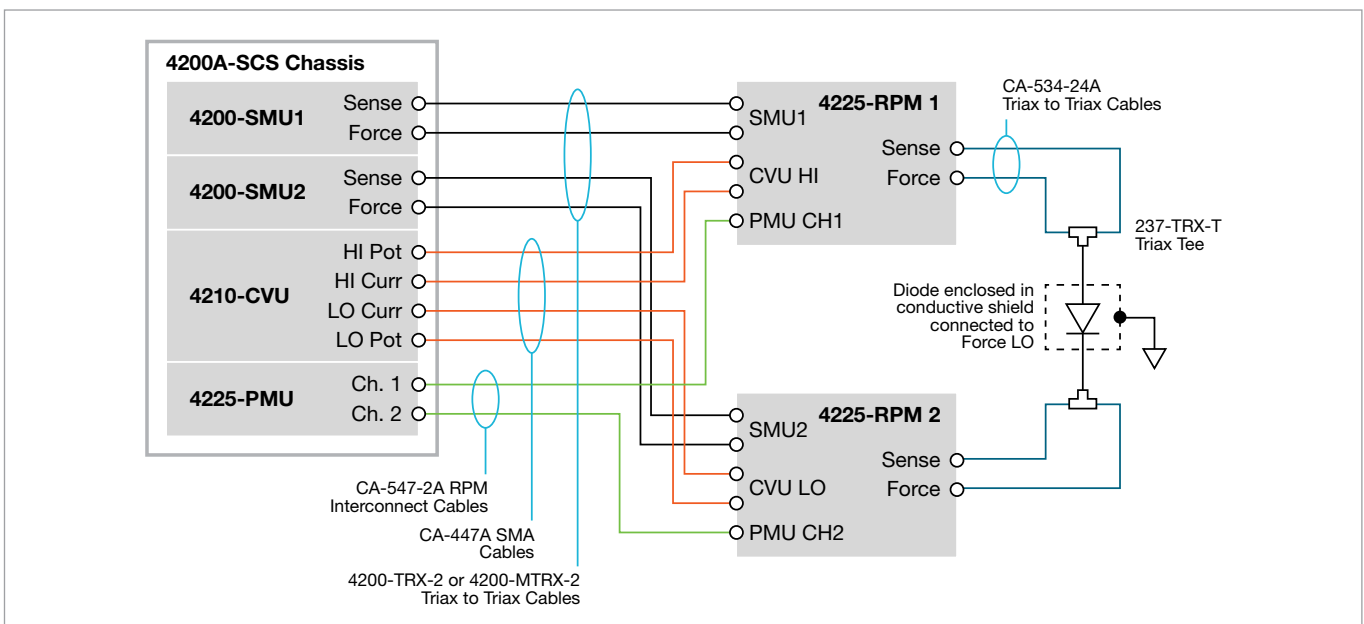 4200A-SCS Chassis
4200-SMU1
Sense
Force
4200-SMU2
Sense
Force
4210-CVU
HI Pot
HI Curr
LO Curr
LO Pot
4225-PMU
Ch. 1
Ch. 2
CA-547-2A RPM
Interconnect Cables
CA-447A SMA
Cables
4200-TRX-2 or 4200-MTRX-2
Triax to Triax Cables
4225-RPM 1
SMU1
CVU HI
PMU CH1
Sense
Force
CA-534-24A
Triax to Triax Cables
237-TRX-T
Triax Tee
Diode enclosed in
conductive shield
connected to
Force LO
4225-RPM 2
SMU2
CVU LO
PMU CH2
Sense
Force